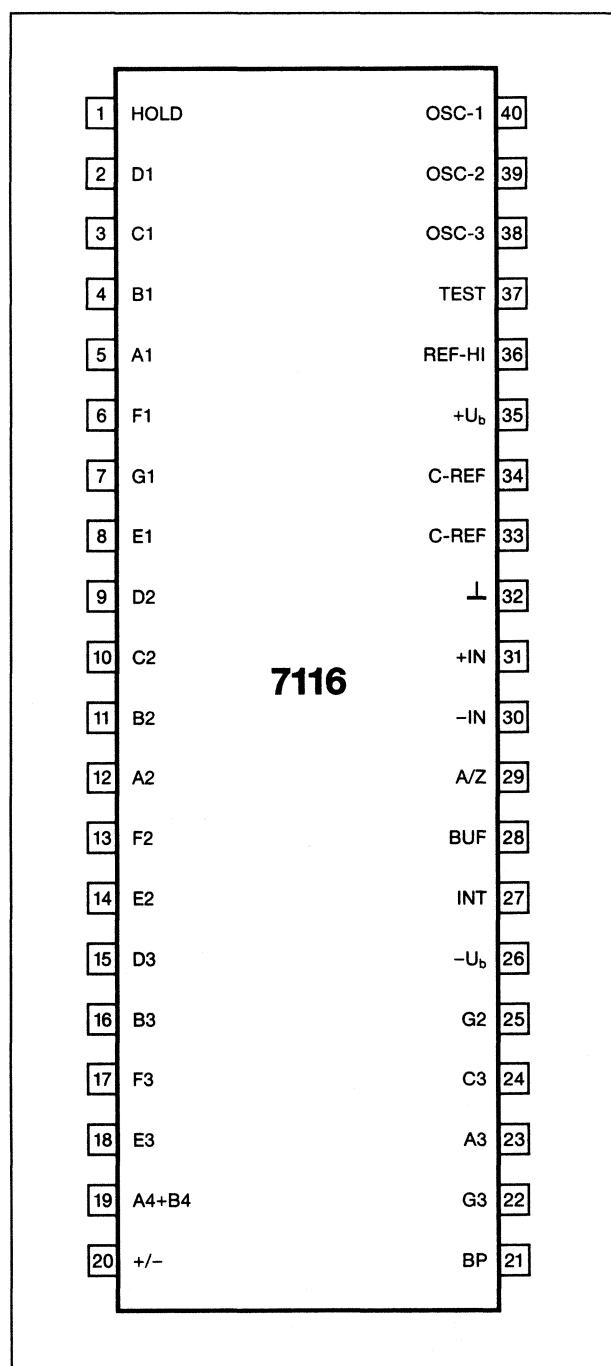 1 HOLD OSC-1 40
2 D1 OSC-2 39
3 C1 OSC-3 38
4 B1 TEST 37
5 A1 REF-HI 36
6 F1 +Ub 35
7 G1 C-REF 34
8 E1 C-REF 33
9 D2 ⊥ 32
10 C2 +IN 31
7116
11 B2 −IN 30
12 A2 A/Z 29
13 F2 BUF 28
14 E2 INT 27
15 D3 −Ub 26
16 B3 G2 25
17 F3 C3 24
18 E3 A3 23
19 A4+B4 G3 22
20 +/− BP 21